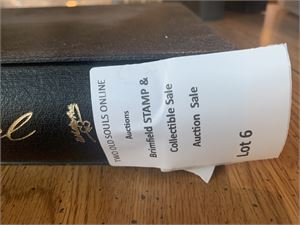 TWO OLD SOULS ONLINE
Auctions
Brimfield STAMP &
Collectible Sale
Auction Sale
Lot 6